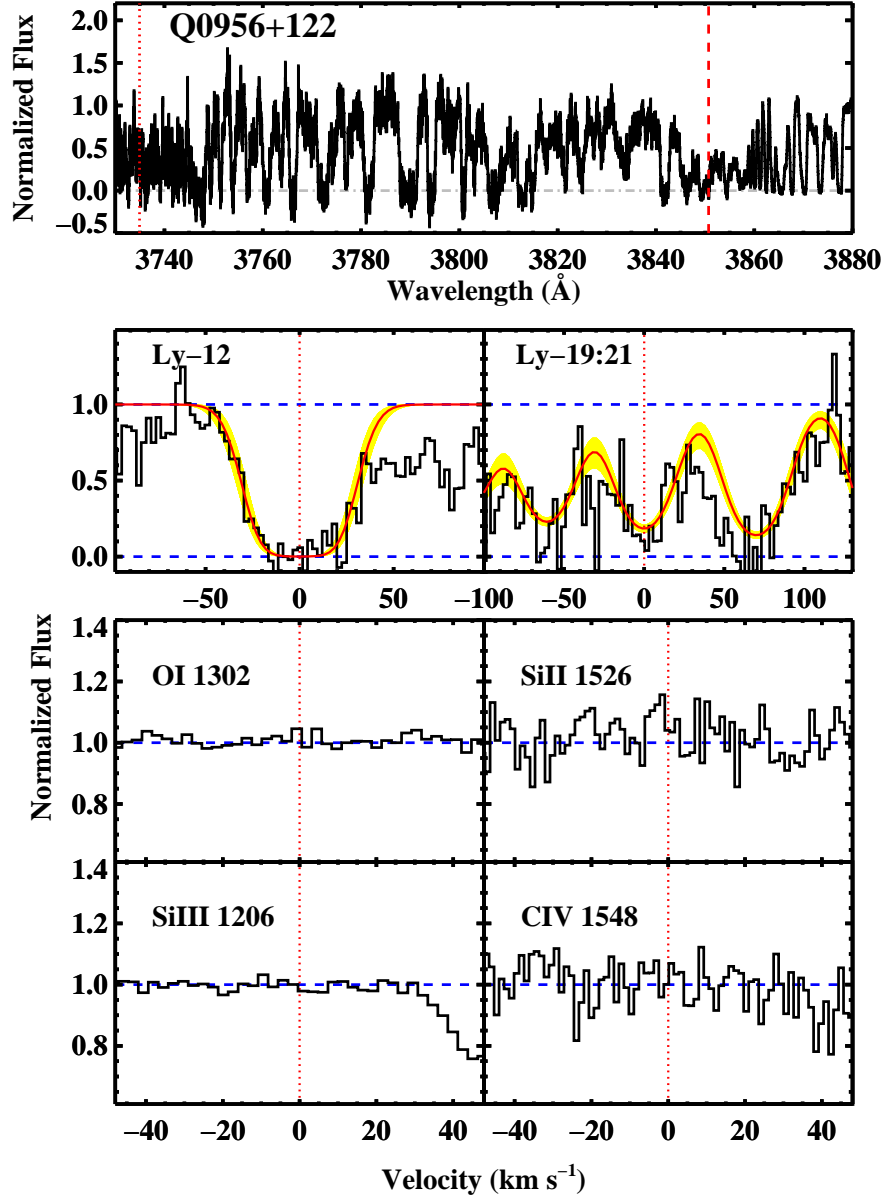 Q0956+122
2.0
1.5
1.0
0.5
0.0
−0.5
Normalized Flux
3740 3760 3780 3800 3820 3840 3860 3880
Wavelength (Å)
Ly−12
Ly−19:21
1.0
0.5
0.0
−50 0 50 −100 −50 0 50 100
OI 1302
SiII 1526
1.4
1.2
1.0
0.8
Normalized Flux
SiIII 1206
CIV 1548
1.4
1.2
1.0
0.8
−40 −20 0 20 40 −40 −20 0 20 40
Velocity (km s⁻¹)